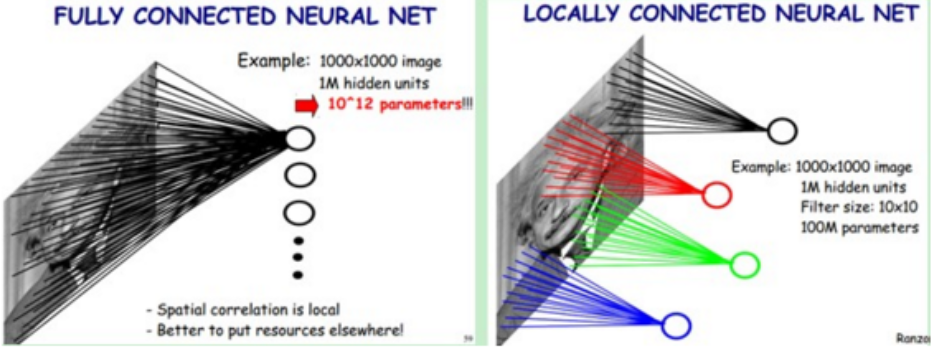 FULLY CONNECTED NEURAL NET
Example: 1000x1000 image
1M hidden units
10^12 parameters!!!
- Spatial correlation is local
- Better to put resources elsewhere!
59
LOCALLY CONNECTED NEURAL NET
Example: 1000x1000 image
1M hidden units
Filter size: 10x10
100M parameters
Ranzo